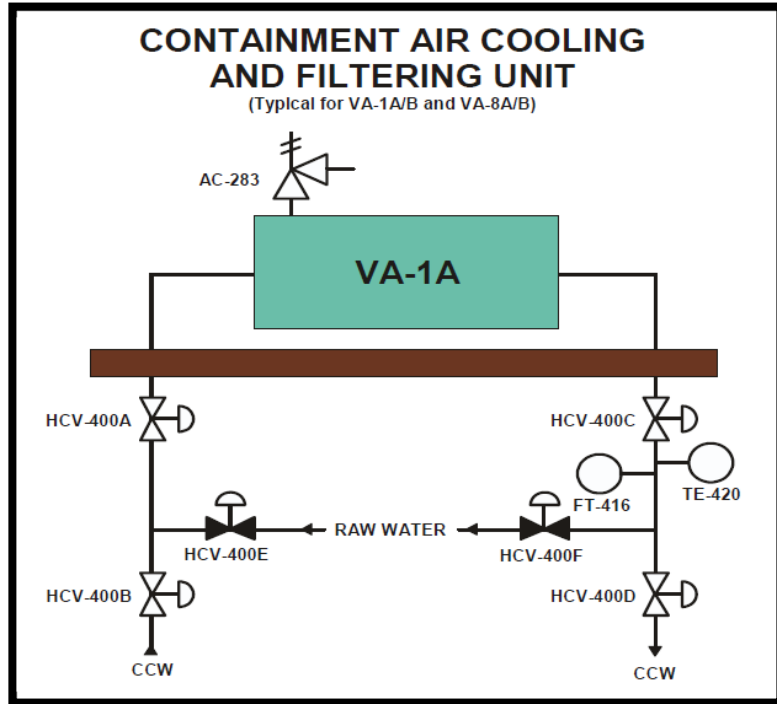 CONTAINMENT AIR COOLING
AND FILTERING UNIT
(Typical for VA-1A/B and VA-8A/B)
AC-283
VA-1A
HCV-400A
HCV-400C
FT-416
TE-420
RAW WATER
HCV-400E
HCV-400F
HCV-400B
HCV-400D
CCW
CCW